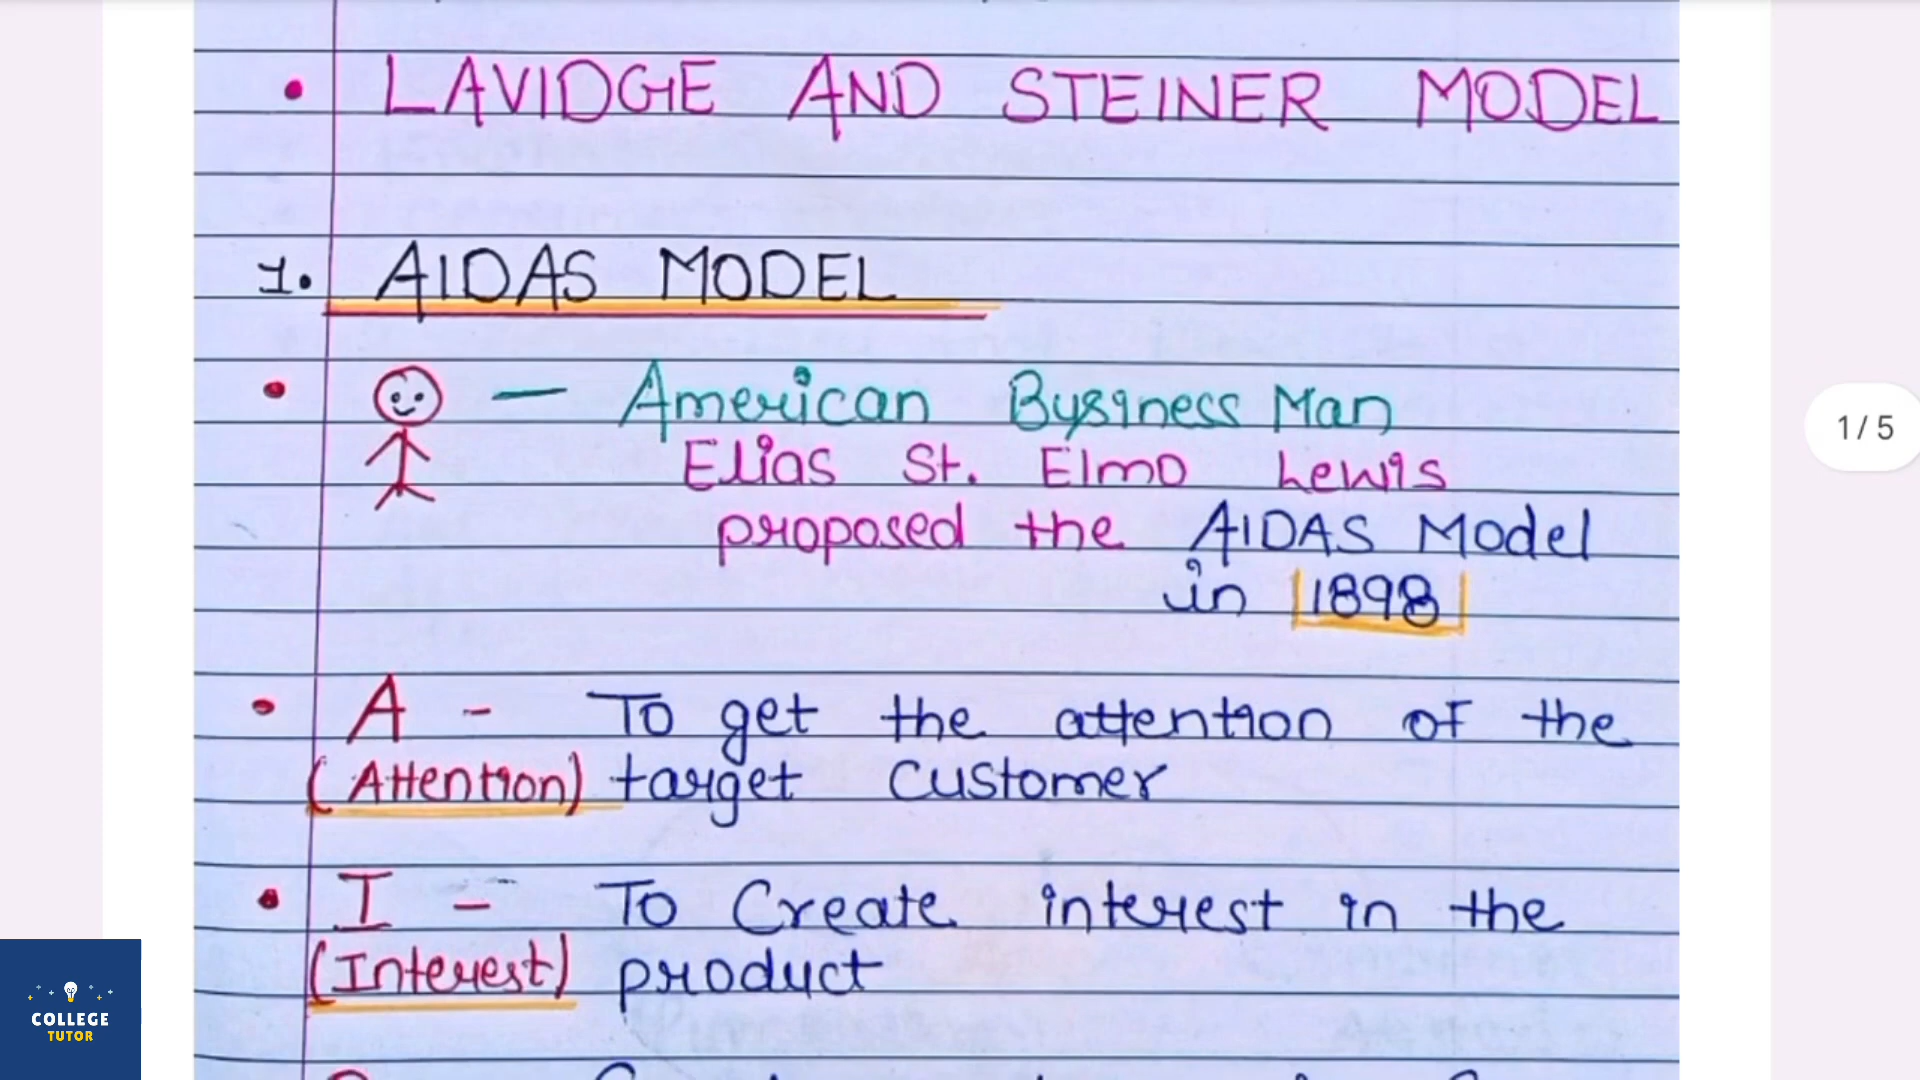 • LAVIDGE AND STEINER MODEL
1. AIDAS MODEL
• — American Business Man
Elias St. Elmo Lewis
proposed the AIDAS Model
in 1898
• A - To get the attention of the
(Attention) target Customer
• I - To Create interest in the
(Interest) product
1 / 5
COLLEGE
TUTOR